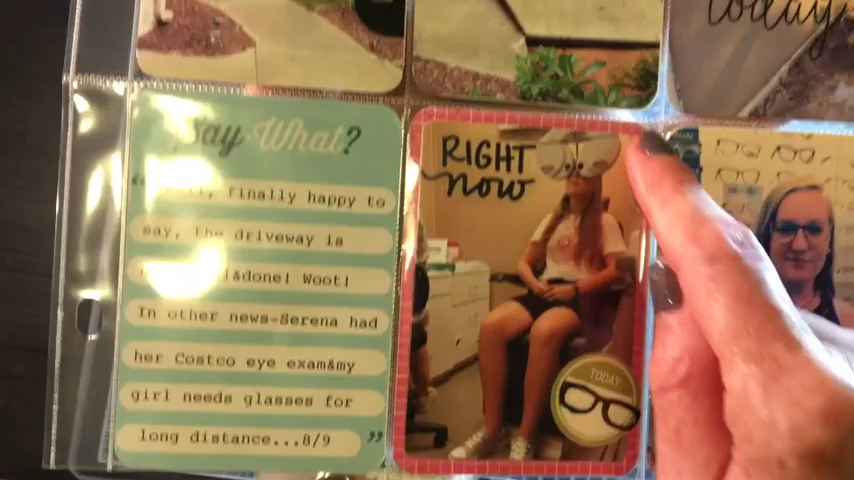 today
Say What?
finally happy to
say, the driveway is
&done! Woot!
In other news-Serena had
her Costco eye exam&my
girl needs glasses for
long distance...8/9 ”
RIGHT
now
TODAY